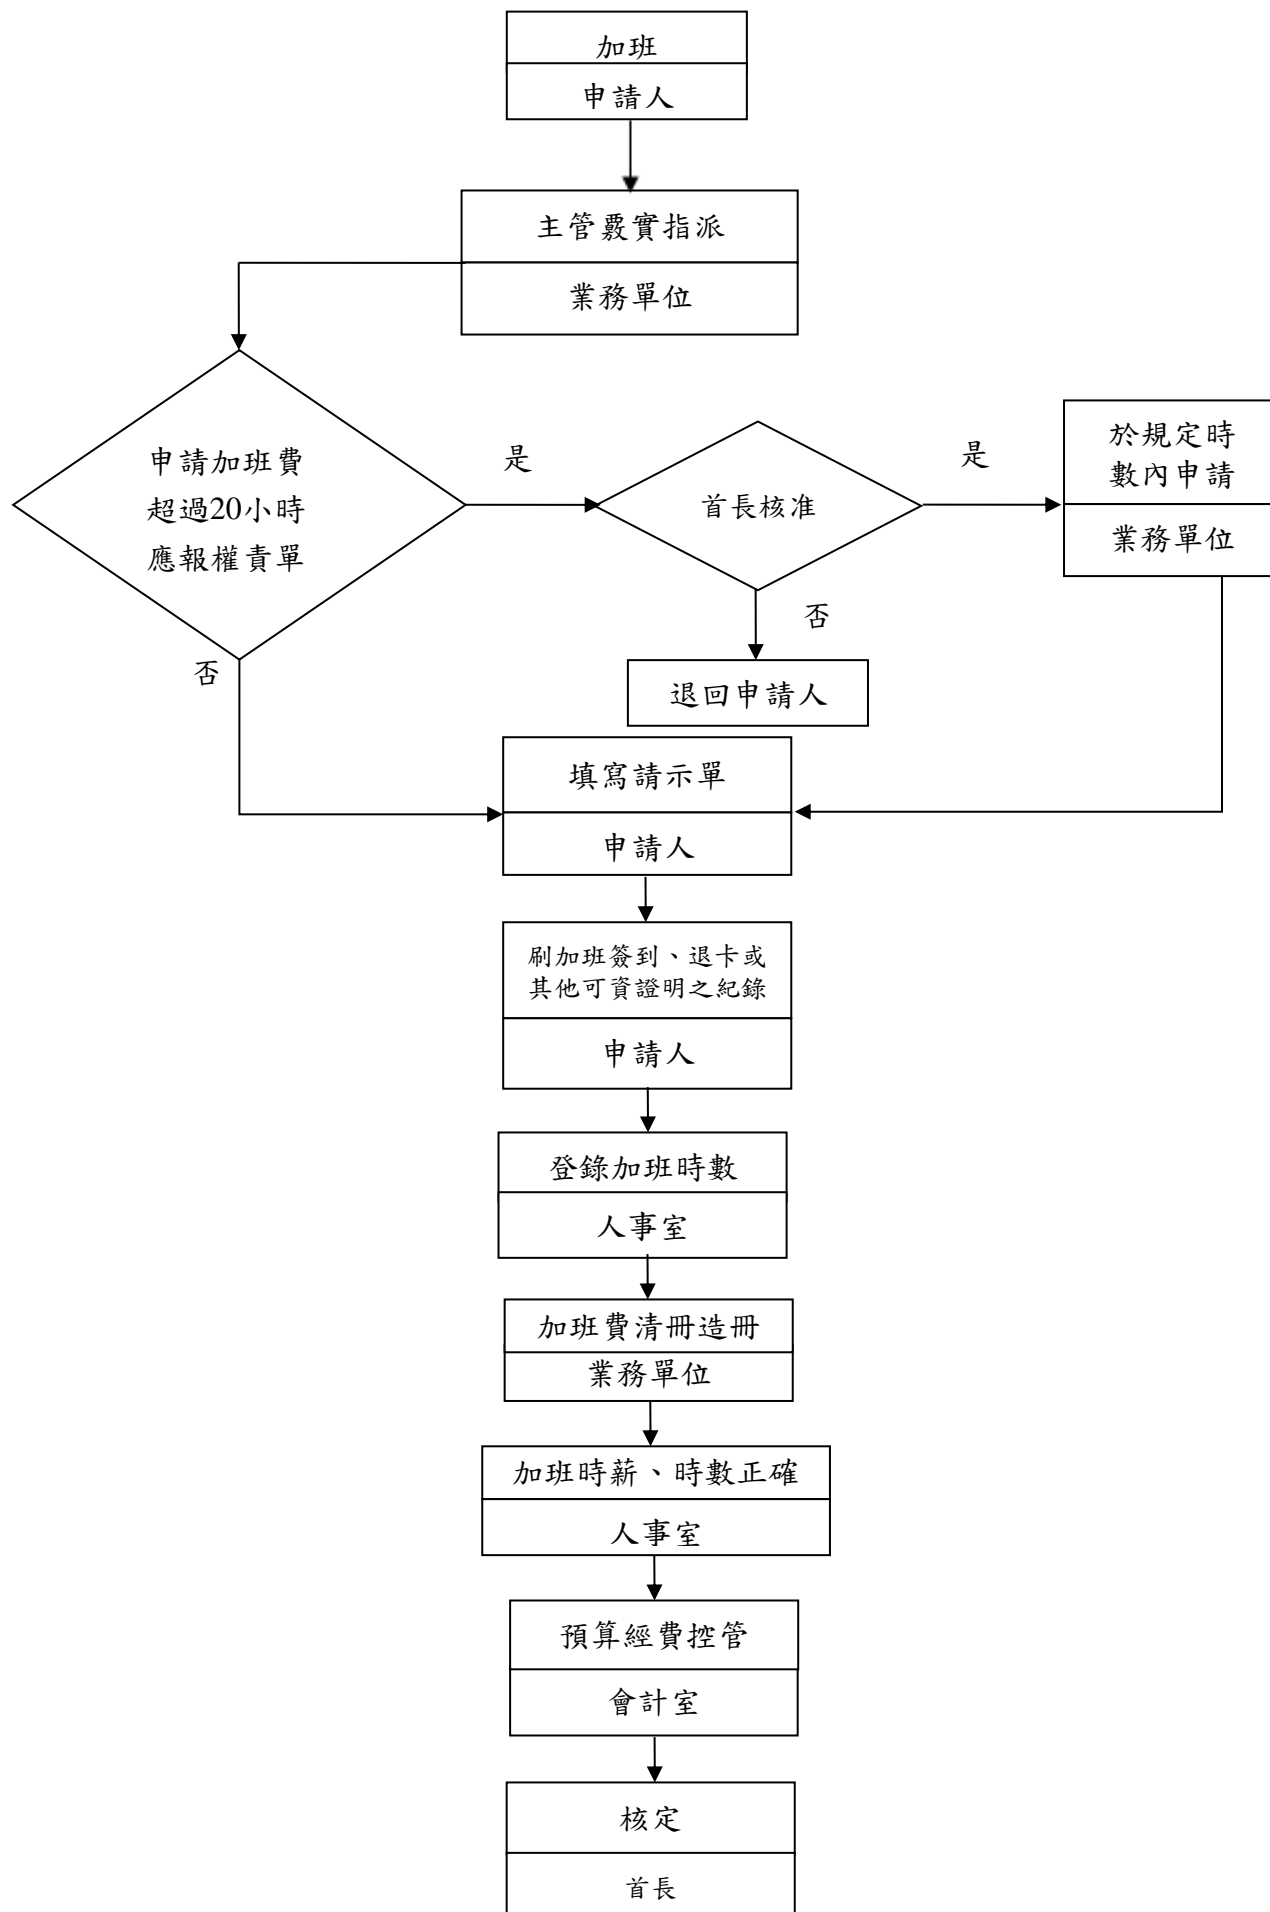 加班
申請人
主管覈實指派
業務單位
申請加班費
超過20小時
應報權責單
是
首長核准
是
於規定時
數內申請
業務單位
否
否
退回申請人
填寫請示單
申請人
刷加班簽到、退卡或
其他可資證明之紀錄
申請人
登錄加班時數
人事室
加班費清冊造冊
業務單位
加班時薪、時數正確
人事室
預算經費控管
會計室
核定
首長